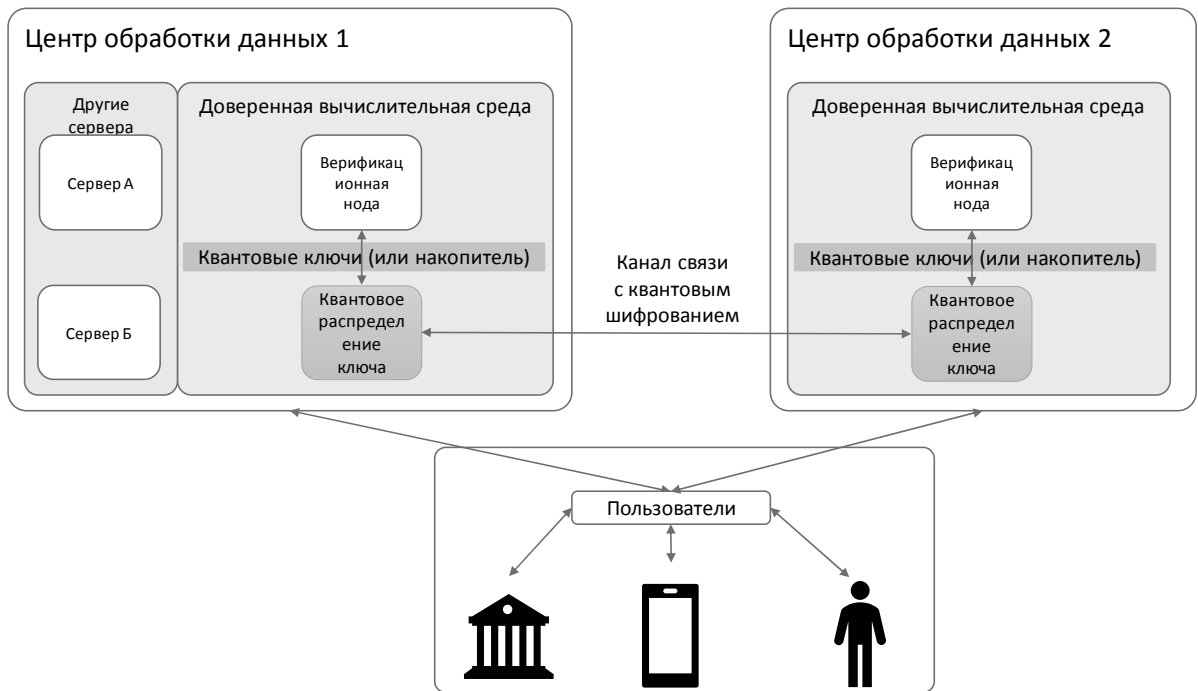 Центр обработки данных 1
Другие
сервера
Сервер А
Сервер Б
Доверенная вычислительная среда
Верификац
ионная
нода
Квантовые ключи (или накопитель)
Квантовое
распредел
ение
ключа
Канал связи
с квантовым
шифрованием
Центр обработки данных 2
Доверенная вычислительная среда
Верификац
ионная
нода
Квантовые ключи (или накопитель)
Квантовое
распредел
ение
ключа
Пользователи